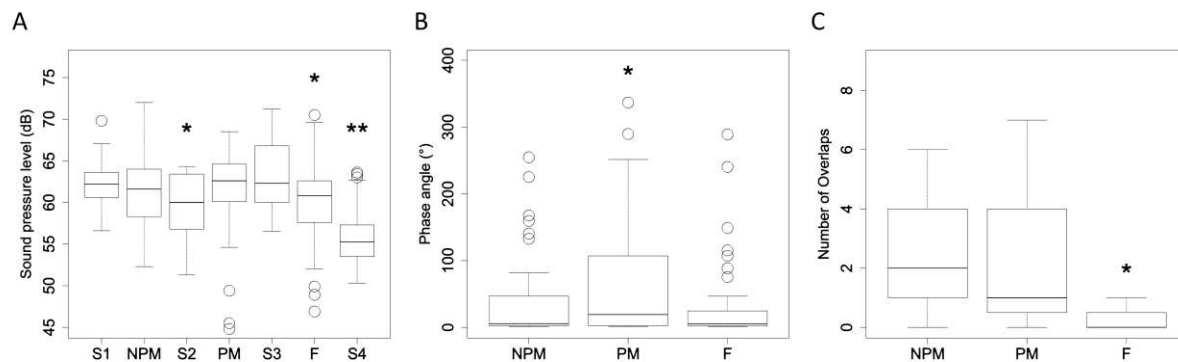 A
Sound pressure level (dB)
75
70
65
60
55
50
45
*
*
**
S1 NPM S2 PM S3 F S4
B
Phase angle (°)
400
300
200
100
0
*
NPM PM F
C
Number of Overlaps
8
6
4
2
0
*
NPM PM F